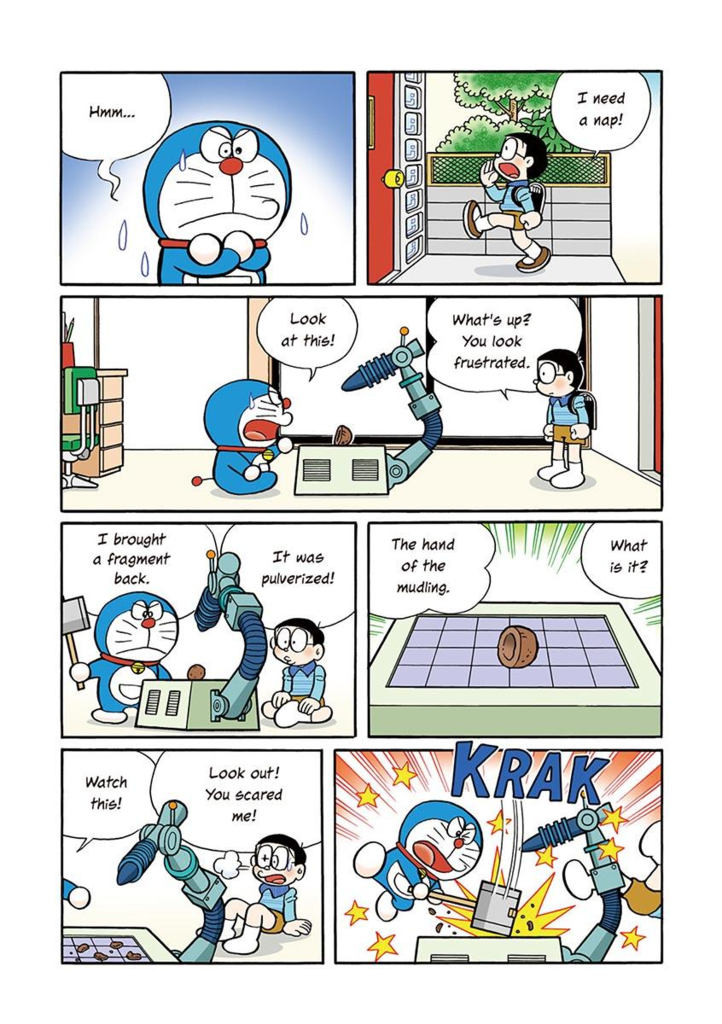 I need
a nap!
Hmm...
What's up?
You look
frustrated.
Look
at this!
What
is it?
The hand
of the
mudling.
It was
pulverized!
I brought
a fragment
back.
KRAK
Look out!
You scared
me!
Watch
this!